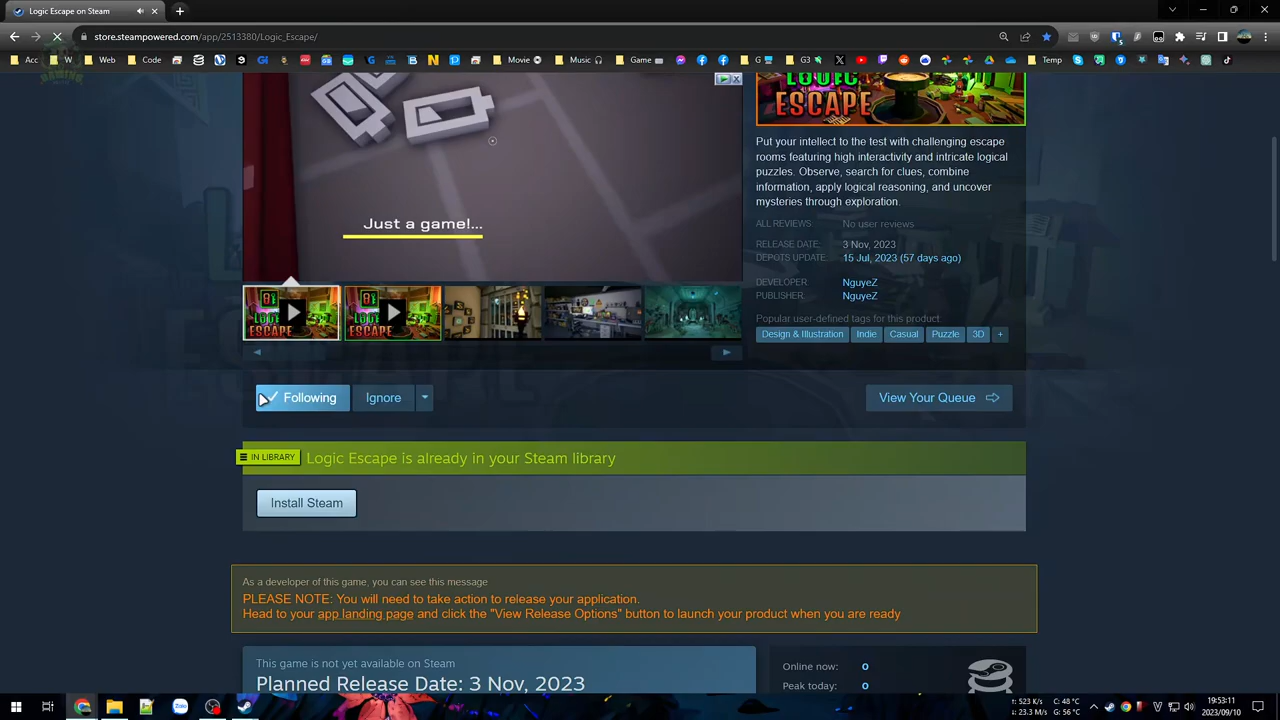 Logic Escape on Steam
store.steampowered.com/app/2513380/Logic_Escape/
Acc
W
Web
Code
Movie
Music
Game
G
G3
Temp
LOGIC
ESCAPE
Just a game!...
Put your intellect to the test with challenging escape
rooms featuring high interactivity and intricate logical
puzzles. Observe, search for clues, combine
information, apply logical reasoning, and uncover
mysteries through exploration.
ALL REVIEWS: No user reviews
RELEASE DATE: 3 Nov, 2023
DEPOTS UPDATE: 15 Jul, 2023 (57 days ago)
DEVELOPER: NguyeZ
PUBLISHER: NguyeZ
Popular user-defined tags for this product:
Design & Illustration Indie Casual Puzzle 3D +
Following Ignore View Your Queue
IN LIBRARY Logic Escape is already in your Steam library
Install Steam
As a developer of this game, you can see this message
PLEASE NOTE: You will need to take action to release your application.
Head to your app landing page and click the "View Release Options" button to launch your product when you are ready
This game is not yet available on Steam
Planned Release Date: 3 Nov, 2023
Online now: 0
Peak today: 0
19:53:11
2023/09/10